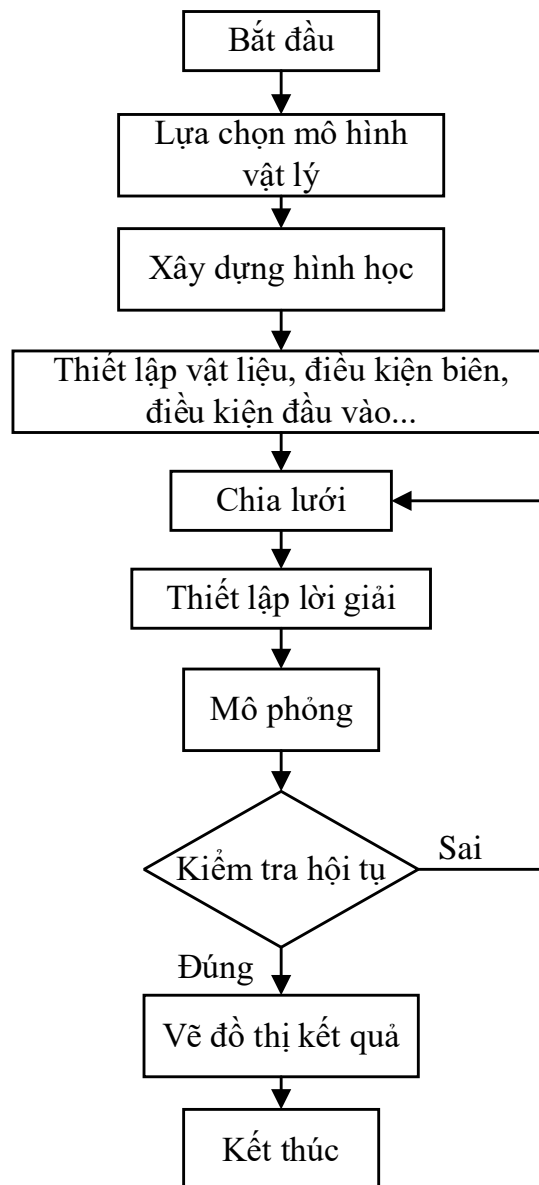 Bắt đầu
Lựa chọn mô hình
vật lý
Xây dựng hình học
Thiết lập vật liệu, điều kiện biên,
điều kiện đầu vào...
Chia lưới
Thiết lập lời giải
Mô phỏng
Kiểm tra hội tụ
Sai
Đúng
Vẽ đồ thị kết quả
Kết thúc